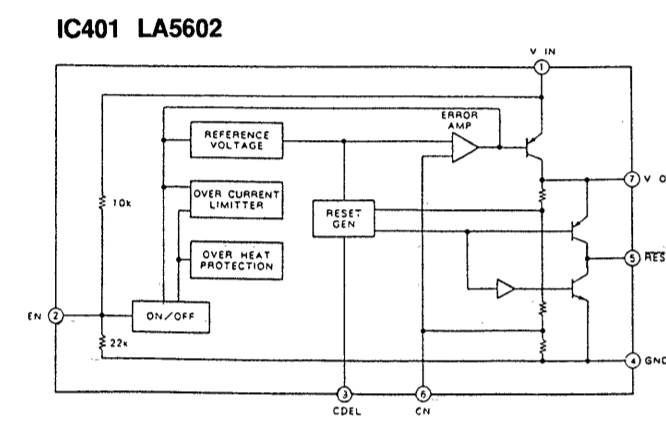 IC401 LA5602
V IN
1
ERROR
AMP
REFERENCE
VOLTAGE
7
V O
OVER CURRENT
LIMITTER
10k
RESET
GEN
5
RES
OVER HEAT
PROTECTION
EN
2
ON/OFF
22k
4
GND
3
6
CDEL
CN